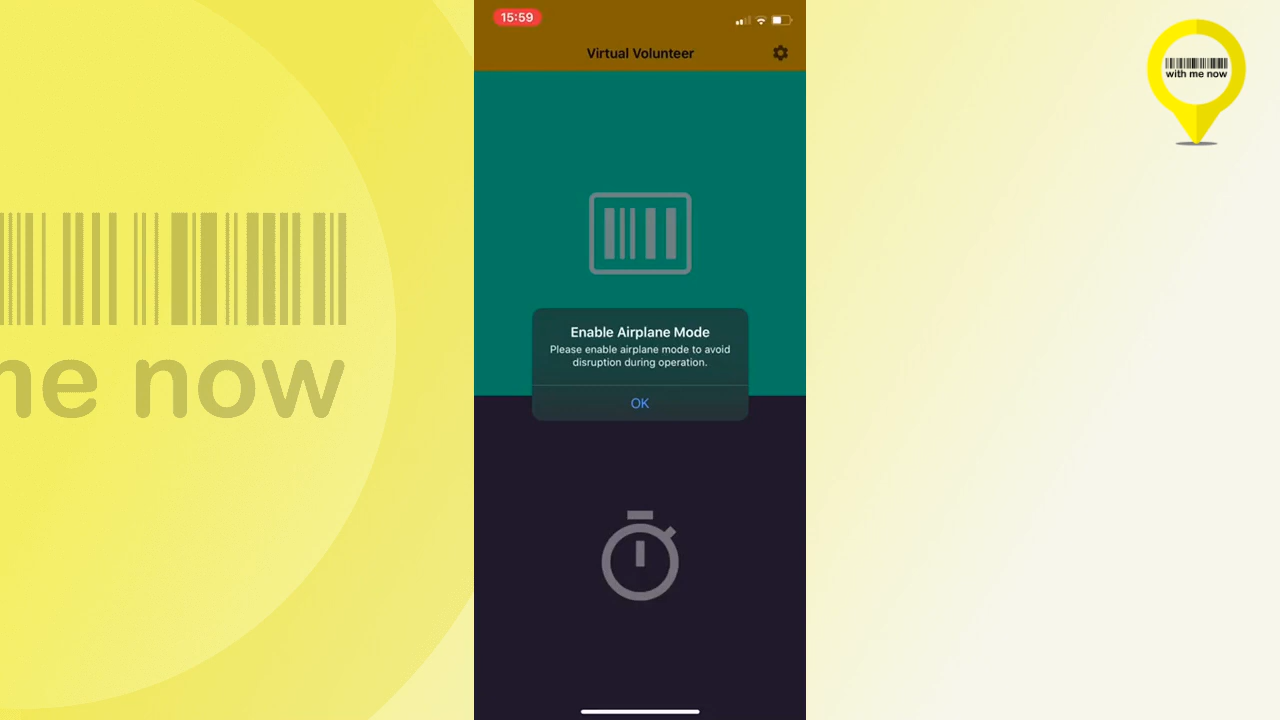 15:59
Virtual Volunteer
with me now
me now
Enable Airplane Mode
Please enable airplane mode to avoid
disruption during operation.
OK